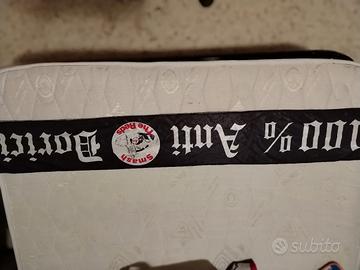 100% Anti
Smash
The Reds
subito